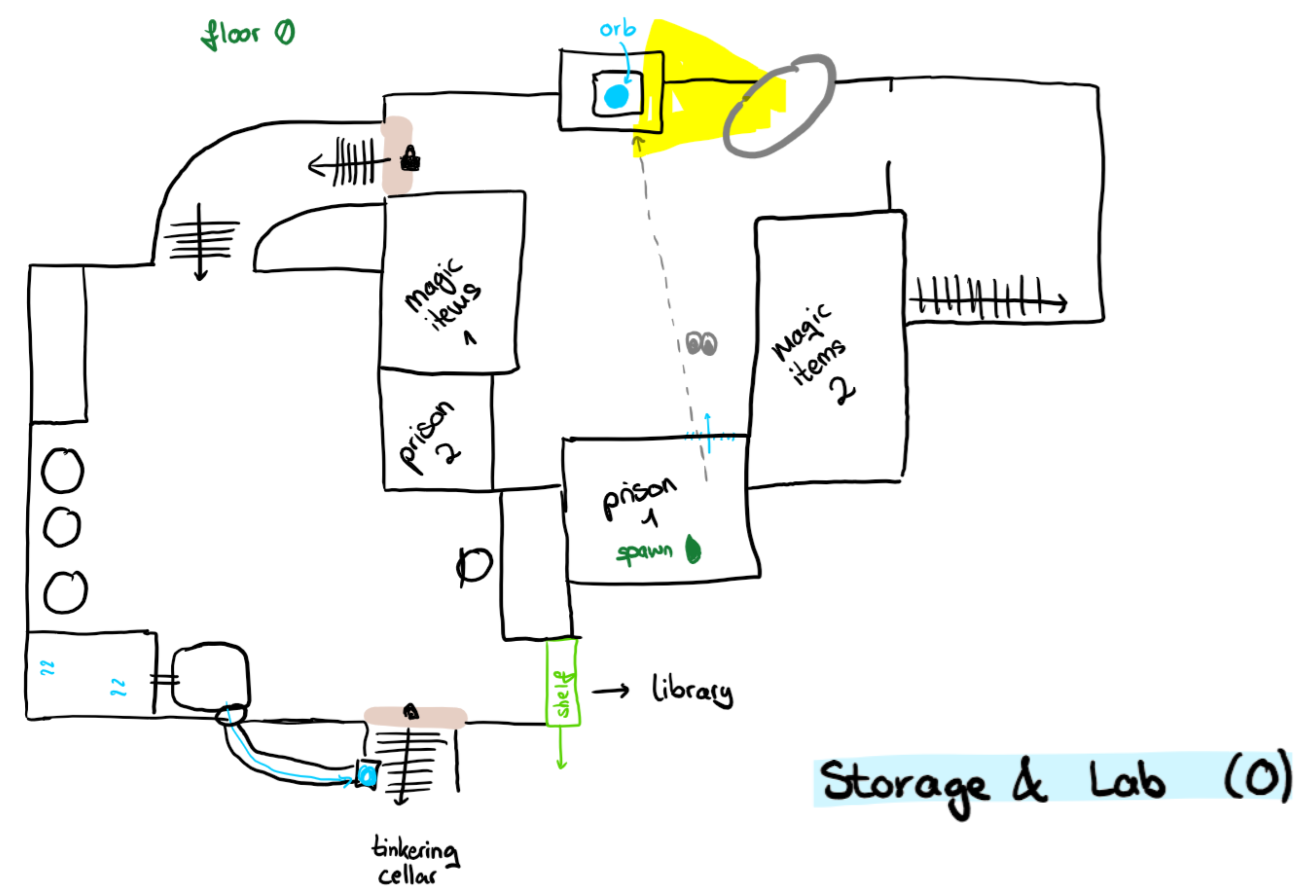 floor 0
orb
magic
items
1
Magic
items
2
prison
2
prison
1
spawn
shelf
library
Storage & Lab (0)
tinkering
cellar